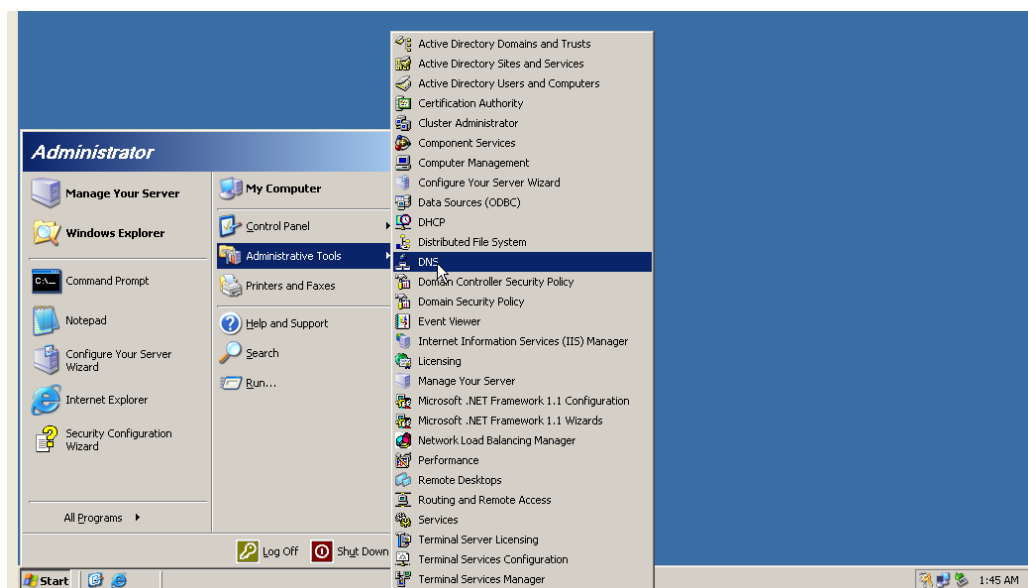 Administrator
Manage Your Server
Windows Explorer
Command Prompt
Notepad
Configure Your Server
Wizard
Internet Explorer
Security Configuration
Wizard
All Programs
My Computer
Control Panel
Administrative Tools
Printers and Faxes
Help and Support
Search
Run...
Log Off
Shut Down
Active Directory Domains and Trusts
Active Directory Sites and Services
Active Directory Users and Computers
Certification Authority
Cluster Administrator
Component Services
Computer Management
Configure Your Server Wizard
Data Sources (ODBC)
DHCP
Distributed File System
DNS
Domain Controller Security Policy
Domain Security Policy
Event Viewer
Internet Information Services (IIS) Manager
Licensing
Manage Your Server
Microsoft .NET Framework 1.1 Configuration
Microsoft .NET Framework 1.1 Wizards
Network Load Balancing Manager
Performance
Remote Desktops
Routing and Remote Access
Services
Terminal Server Licensing
Terminal Services Configuration
Terminal Services Manager
Start
1:45 AM